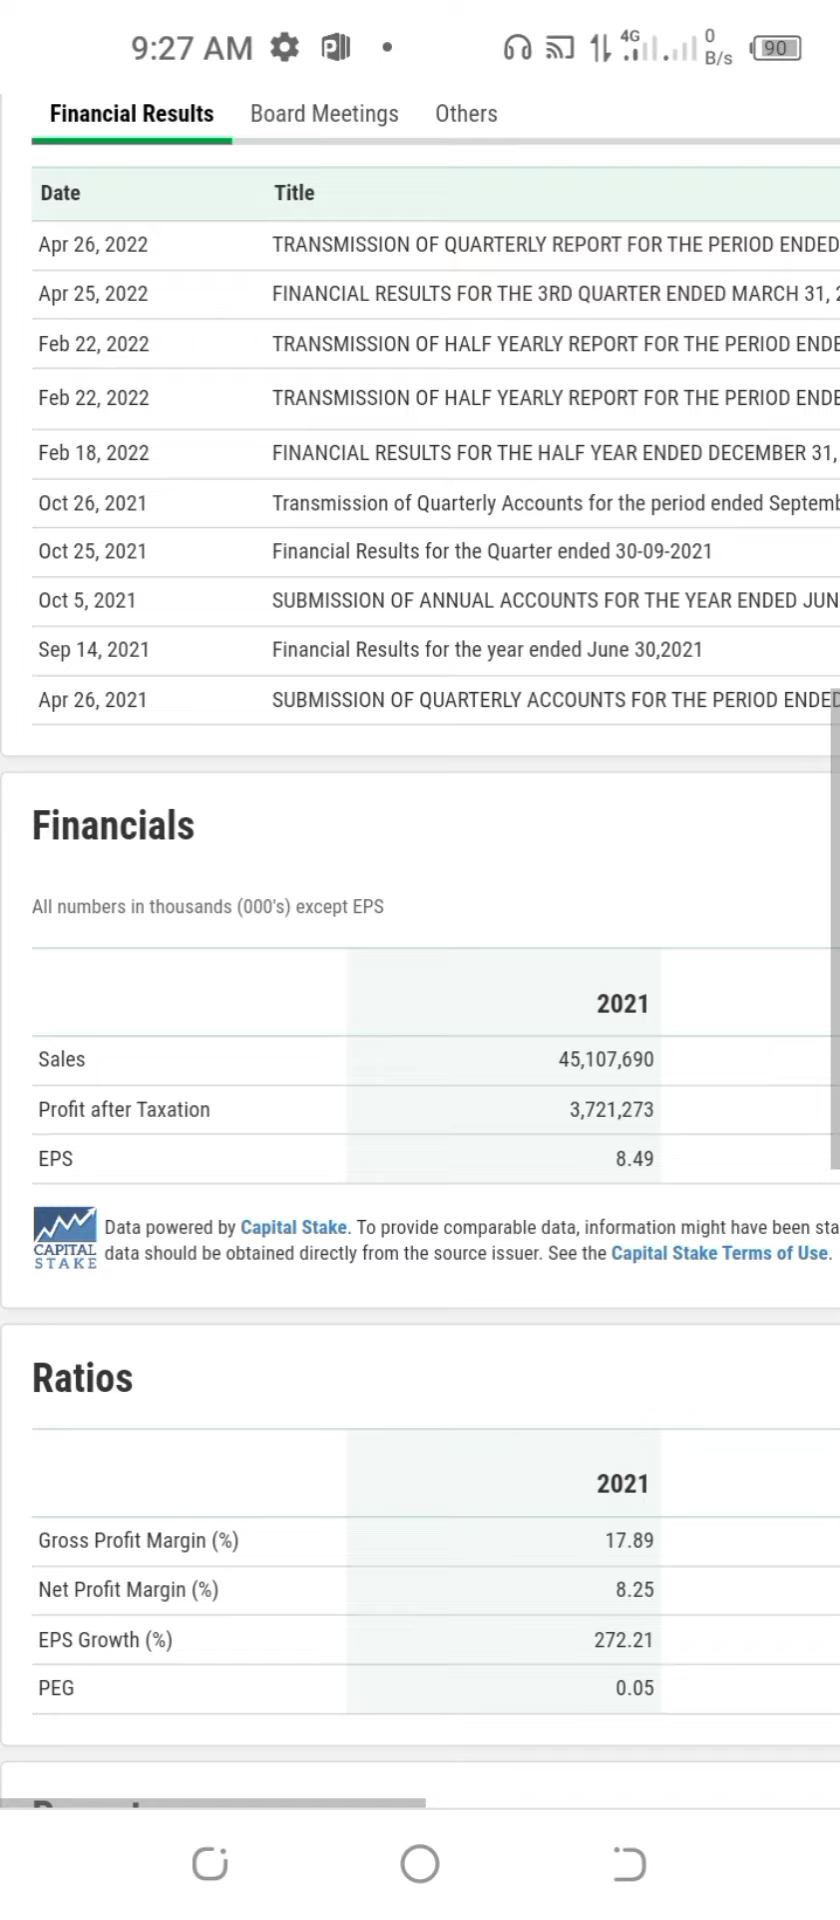 9:27 AM 4G 0 B/s 90
Financial Results Board Meetings Others
Date Title
Apr 26, 2022 TRANSMISSION OF QUARTERLY REPORT FOR THE PERIOD ENDED
Apr 25, 2022 FINANCIAL RESULTS FOR THE 3RD QUARTER ENDED MARCH 31,
Feb 22, 2022 TRANSMISSION OF HALF YEARLY REPORT FOR THE PERIOD ENDE
Feb 22, 2022 TRANSMISSION OF HALF YEARLY REPORT FOR THE PERIOD ENDE
Feb 18, 2022 FINANCIAL RESULTS FOR THE HALF YEAR ENDED DECEMBER 31,
Oct 26, 2021 Transmission of Quarterly Accounts for the period ended Septemb
Oct 25, 2021 Financial Results for the Quarter ended 30-09-2021
Oct 5, 2021 SUBMISSION OF ANNUAL ACCOUNTS FOR THE YEAR ENDED JUN
Sep 14, 2021 Financial Results for the year ended June 30,2021
Apr 26, 2021 SUBMISSION OF QUARTERLY ACCOUNTS FOR THE PERIOD ENDED
Financials
All numbers in thousands (000's) except EPS
2021
Sales 45,107,690
Profit after Taxation 3,721,273
EPS 8.49
CAPITAL STAKE
Data powered by Capital Stake. To provide comparable data, information might have been sta
data should be obtained directly from the source issuer. See the Capital Stake Terms of Use.
Ratios
2021
Gross Profit Margin (%) 17.89
Net Profit Margin (%) 8.25
EPS Growth (%) 272.21
PEG 0.05